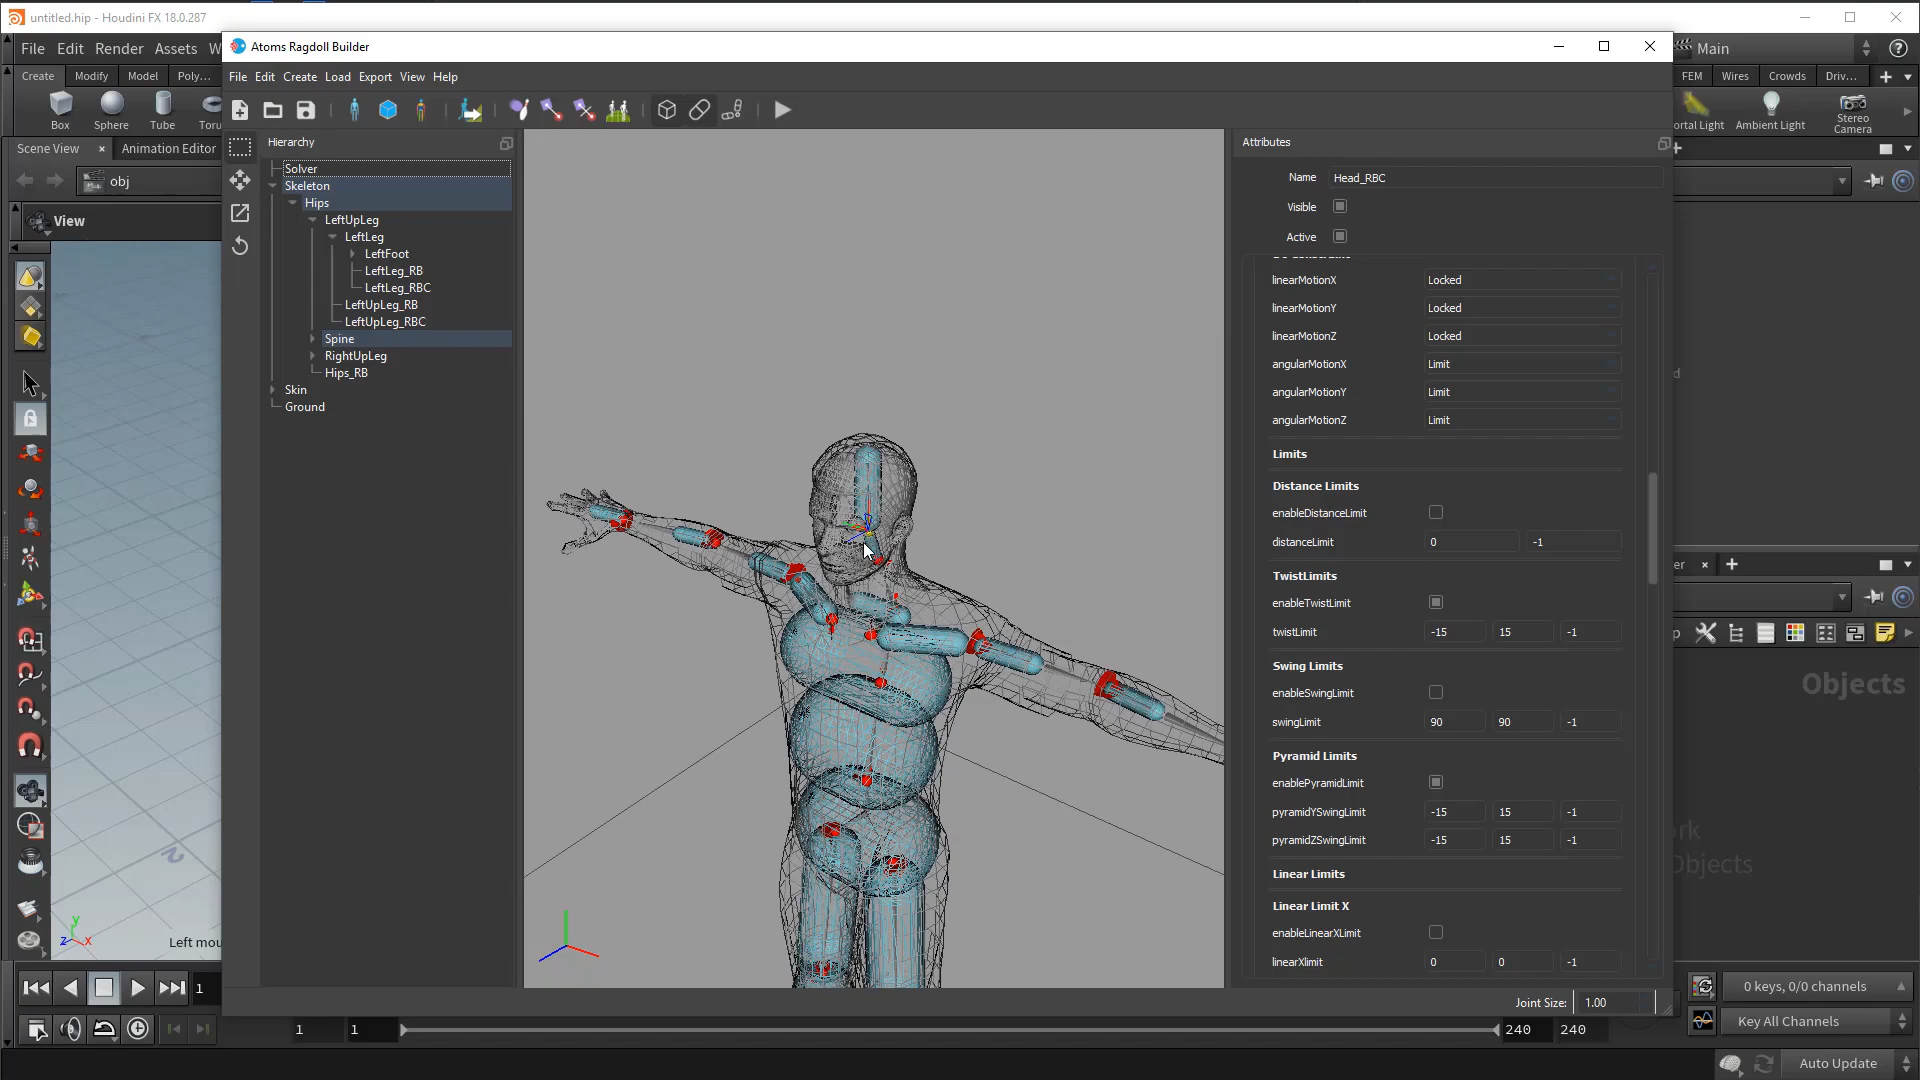 untitled.hip - Houdini FX 18.0.287
File Edit Render Assets W
Main
Create Modify Model Poly...
FEM Wires Crowds Driv...
Box Sphere Tube Toru
Ambient Light
Stereo
Camera
Scene View Animation Editor
obj
View
Left mou
Atoms Ragdoll Builder
File Edit Create Load Export View Help
Hierarchy
Solver
Skeleton
Hips
LeftUpLeg
LeftLeg
LeftFoot
LeftLeg_RB
LeftLeg_RBC
LeftUpLeg_RB
LeftUpLeg_RBC
Spine
RightUpLeg
Hips_RB
Skin
Ground
Attributes
Name Head_RBC
Visible
Active
linearMotionX Locked
linearMotionY Locked
linearMotionZ Locked
angularMotionX Limit
angularMotionY Limit
angularMotionZ Limit
Limits
Distance Limits
enableDistanceLimit
distanceLimit 0 -1
TwistLimits
enableTwistLimit
twistLimit -15 15 -1
Swing Limits
enableSwingLimit
swingLimit 90 90 -1
Pyramid Limits
enablePyramidLimit
pyramidYSwingLimit -15 15 -1
pyramidZSwingLimit -15 15 -1
Linear Limits
Linear Limit X
enableLinearXLimit
linearXlimit 0 0 -1
Joint Size: 1.00
Objects
Objects
y
z x
1
1 1 240 240
0 keys, 0/0 channels
Key All Channels
Auto Update